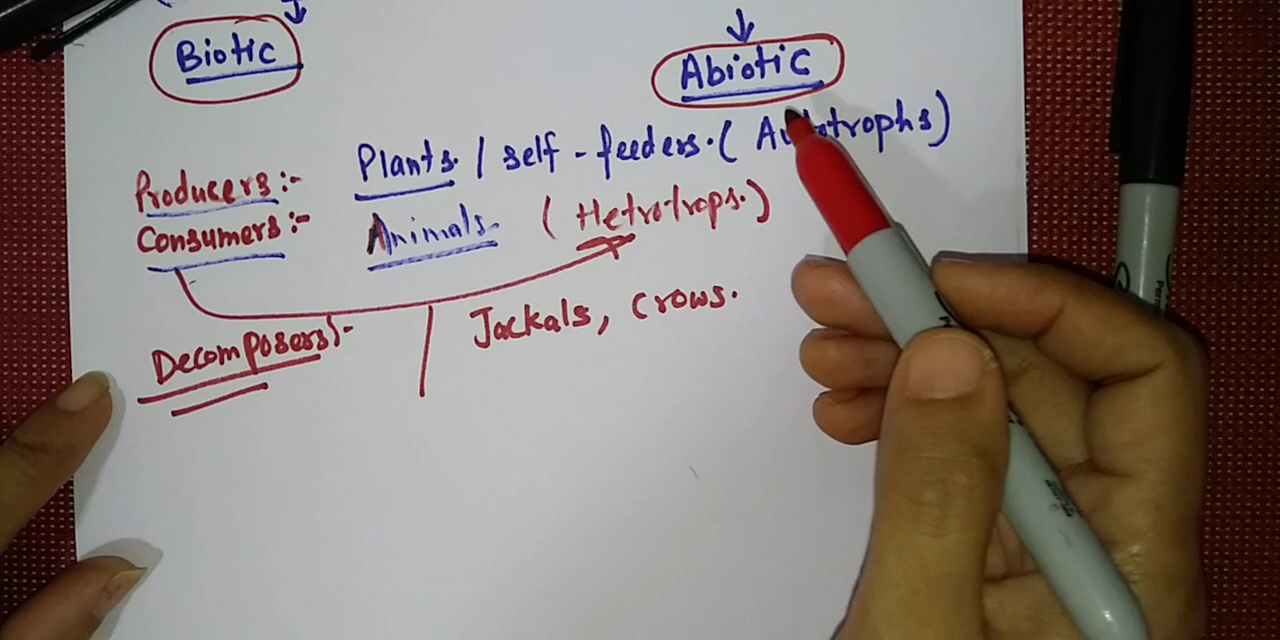 Biotic
Abiotic
Producers:- Plants. / self-feeders. (Autotrophs)
Consumers:- Animals. (Hetrotrops.)
Decomposers:- Jackals, Crows.